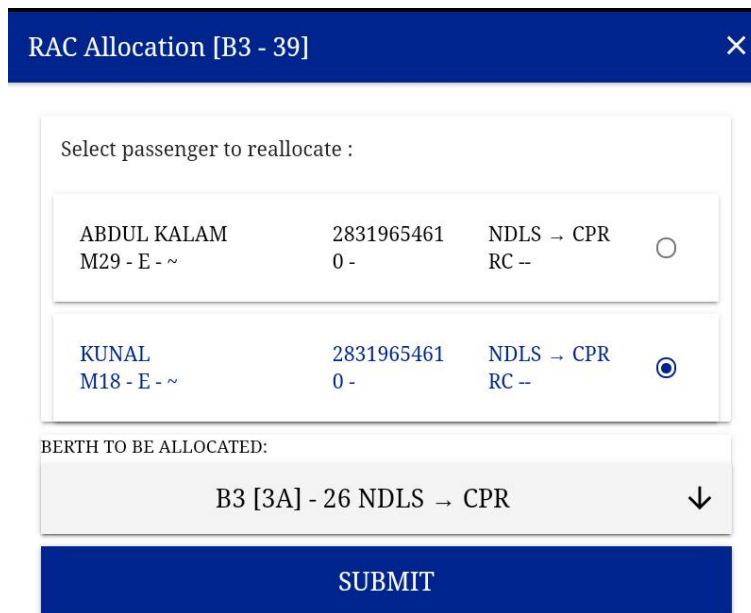 RAC Allocation [B3 - 39]
Select passenger to reallocate :
ABDUL KALAM 2831965461 NDLS → CPR
M29 - E - ~ 0 - RC --
KUNAL 2831965461 NDLS → CPR
M18 - E - ~ 0 - RC --
BERTH TO BE ALLOCATED:
B3 [3A] - 26 NDLS → CPR
SUBMIT